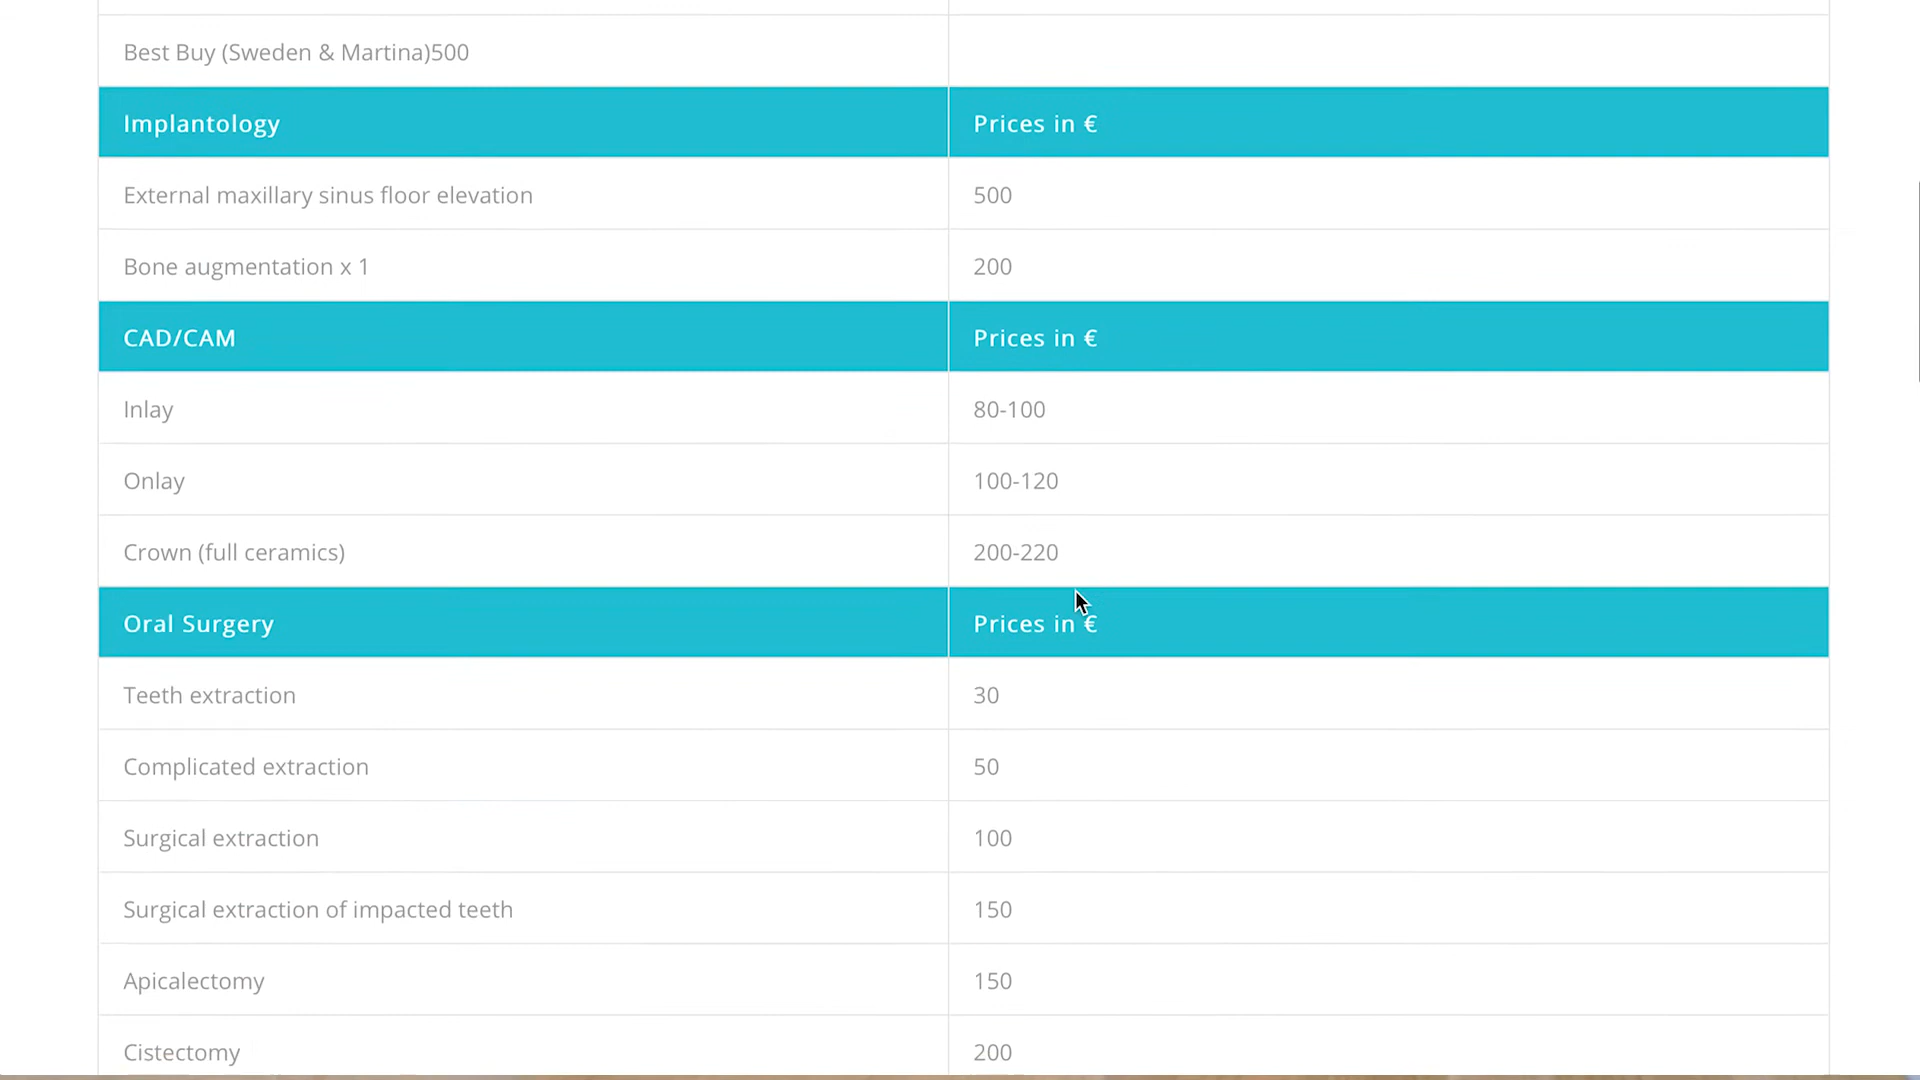 Best Buy (Sweden & Martina)500
Implantology Prices in €
External maxillary sinus floor elevation 500
Bone augmentation x 1 200
CAD/CAM Prices in €
Inlay 80-100
Onlay 100-120
Crown (full ceramics) 200-220
Oral Surgery Prices in €
Teeth extraction 30
Complicated extraction 50
Surgical extraction 100
Surgical extraction of impacted teeth 150
Apicalectomy 150
Cistectomy 200